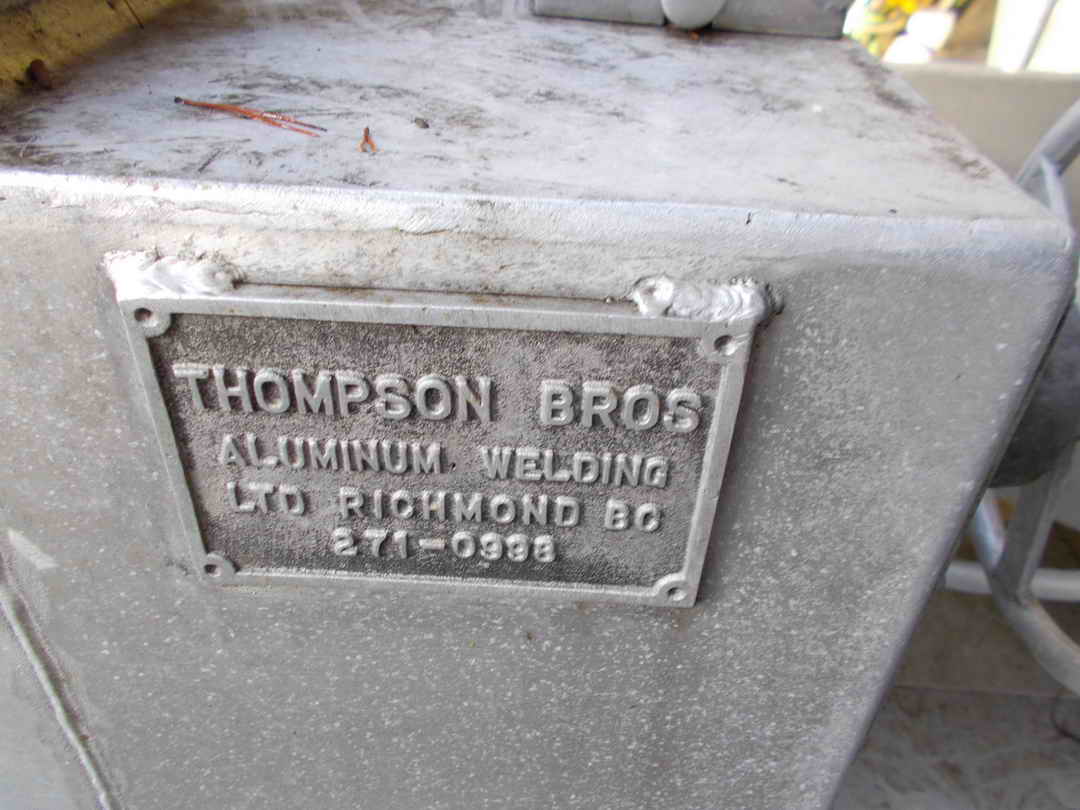 THOMPSON BROS
ALUMINUM WELDING
LTD RICHMOND BC
271-0998